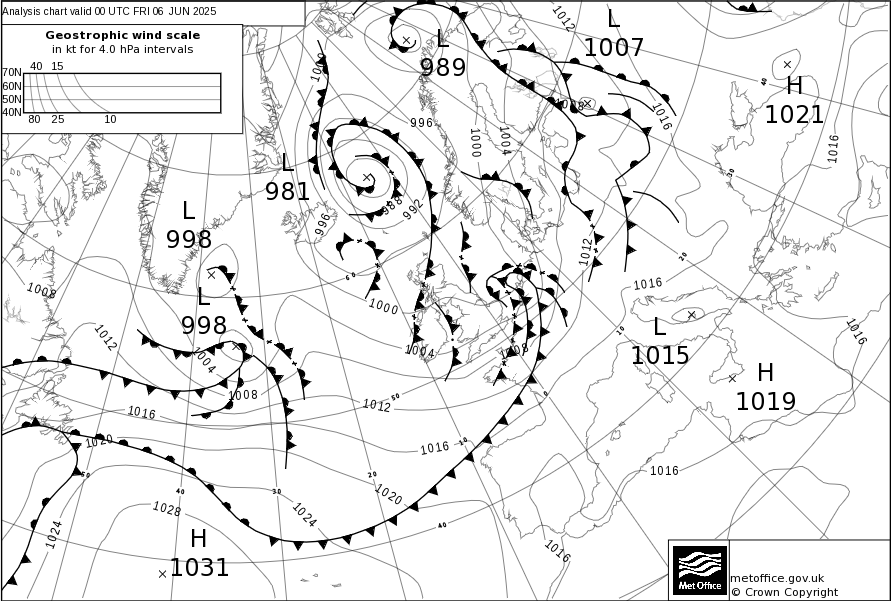 Analysis chart valid 00 UTC FRI 06 JUN 2025
Geostrophic wind scale
in kt for 4.0 hPa intervals
40 15
70N
60N
50N
40N
80 25 10
L
989
L
1007
H
1021
L
981
L
998
L
998
L
1015
H
1019
H
1031
1012
1008
1016
1016
996
1000
1004
988
992
996
1012
1016
1008
1000
1012
1004
1004
1008
1008
1016
1012
1016
1020
1016
1016
1020
1028
1024
1024
1016
60
50
40
30
20
10
0
10
20
30
40
50
40
metoffice.gov.uk
© Crown Copyright
Met Office